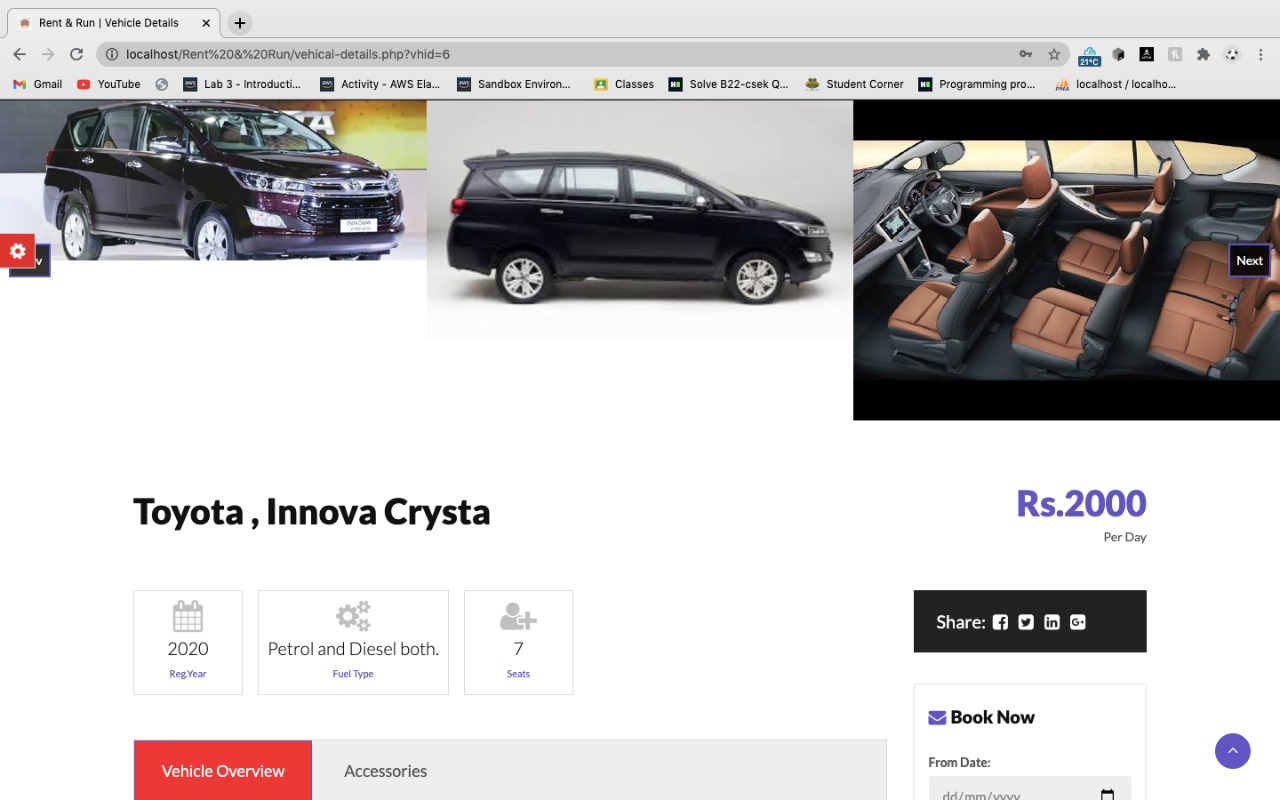 Rent & Run | Vehicle Details
localhost/Rent%20&%20Run/vehical-details.php?vhid=6
21°C
Gmail
YouTube
Lab 3 - Introducti...
Activity - AWS Ela...
Sandbox Environ...
Classes
Solve B22-csek Q...
Student Corner
Programming pro...
localhost / localho...
INNOVA
Next
Toyota , Innova Crysta
Rs.2000
Per Day
2020
Reg.Year
Petrol and Diesel both.
Fuel Type
7
Seats
Share:
Book Now
Vehicle Overview
Accessories
From Date:
dd/mm/yyyy